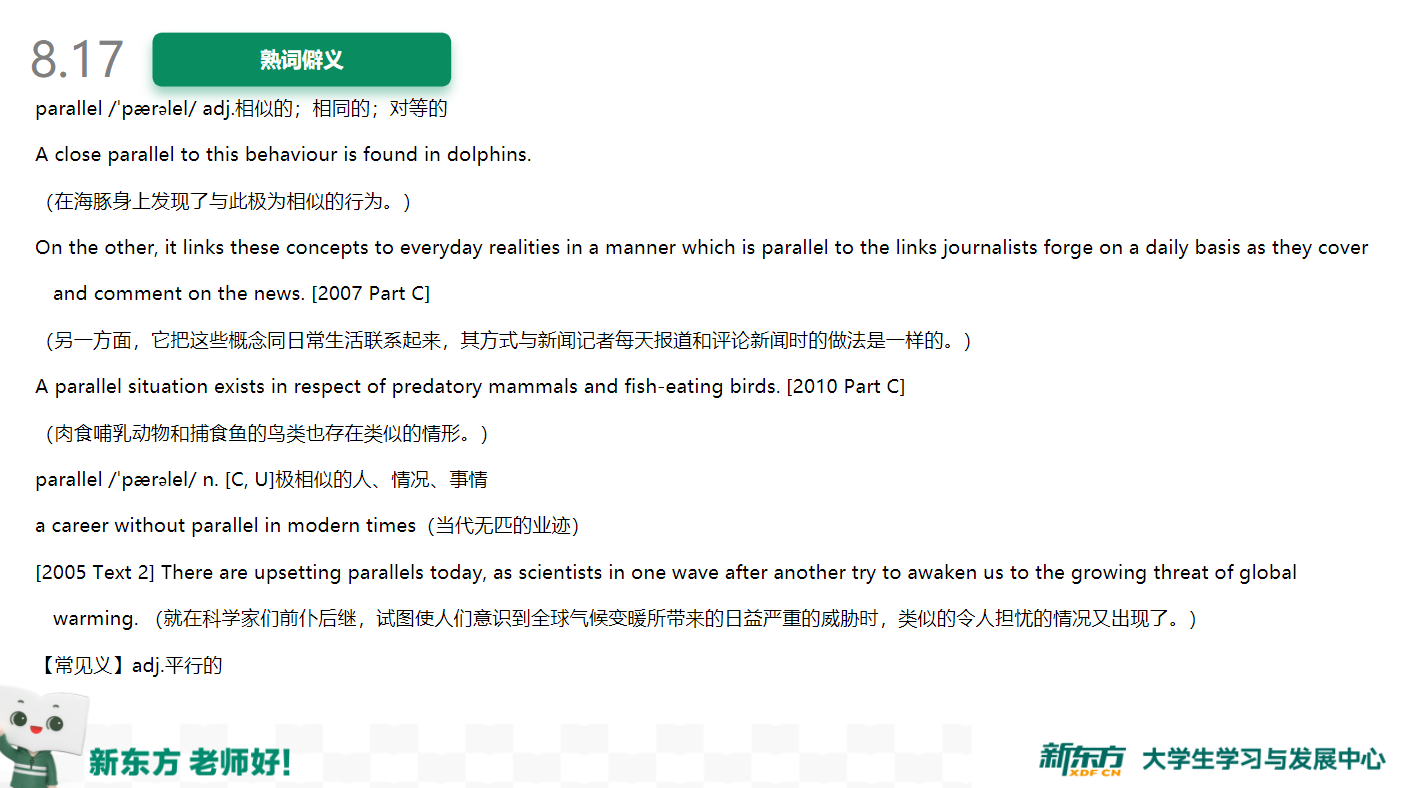 8.17
熟词僻义
parallel /ˈpærəlel/ adj.相似的；相同的；对等的
A close parallel to this behaviour is found in dolphins.
（在海豚身上发现了与此极为相似的行为。）
On the other, it links these concepts to everyday realities in a manner which is parallel to the links journalists forge on a daily basis as they cover
and comment on the news. [2007 Part C]
（另一方面，它把这些概念同日常生活联系起来，其方式与新闻记者每天报道和评论新闻时的做法是一样的。）
A parallel situation exists in respect of predatory mammals and fish-eating birds. [2010 Part C]
（肉食哺乳动物和捕食鱼的鸟类也存在类似的情形。）
parallel /ˈpærəlel/ n. [C, U]极相似的人、情况、事情
a career without parallel in modern times（当代无匹的业迹）
[2005 Text 2] There are upsetting parallels today, as scientists in one wave after another try to awaken us to the growing threat of global
warming. （就在科学家们前仆后继，试图使人们意识到全球气候变暖所带来的日益严重的威胁时，类似的令人担忧的情况又出现了。）
【常见义】adj.平行的
新东方 老师好!
新东方 XDF.CN 大学生学习与发展中心